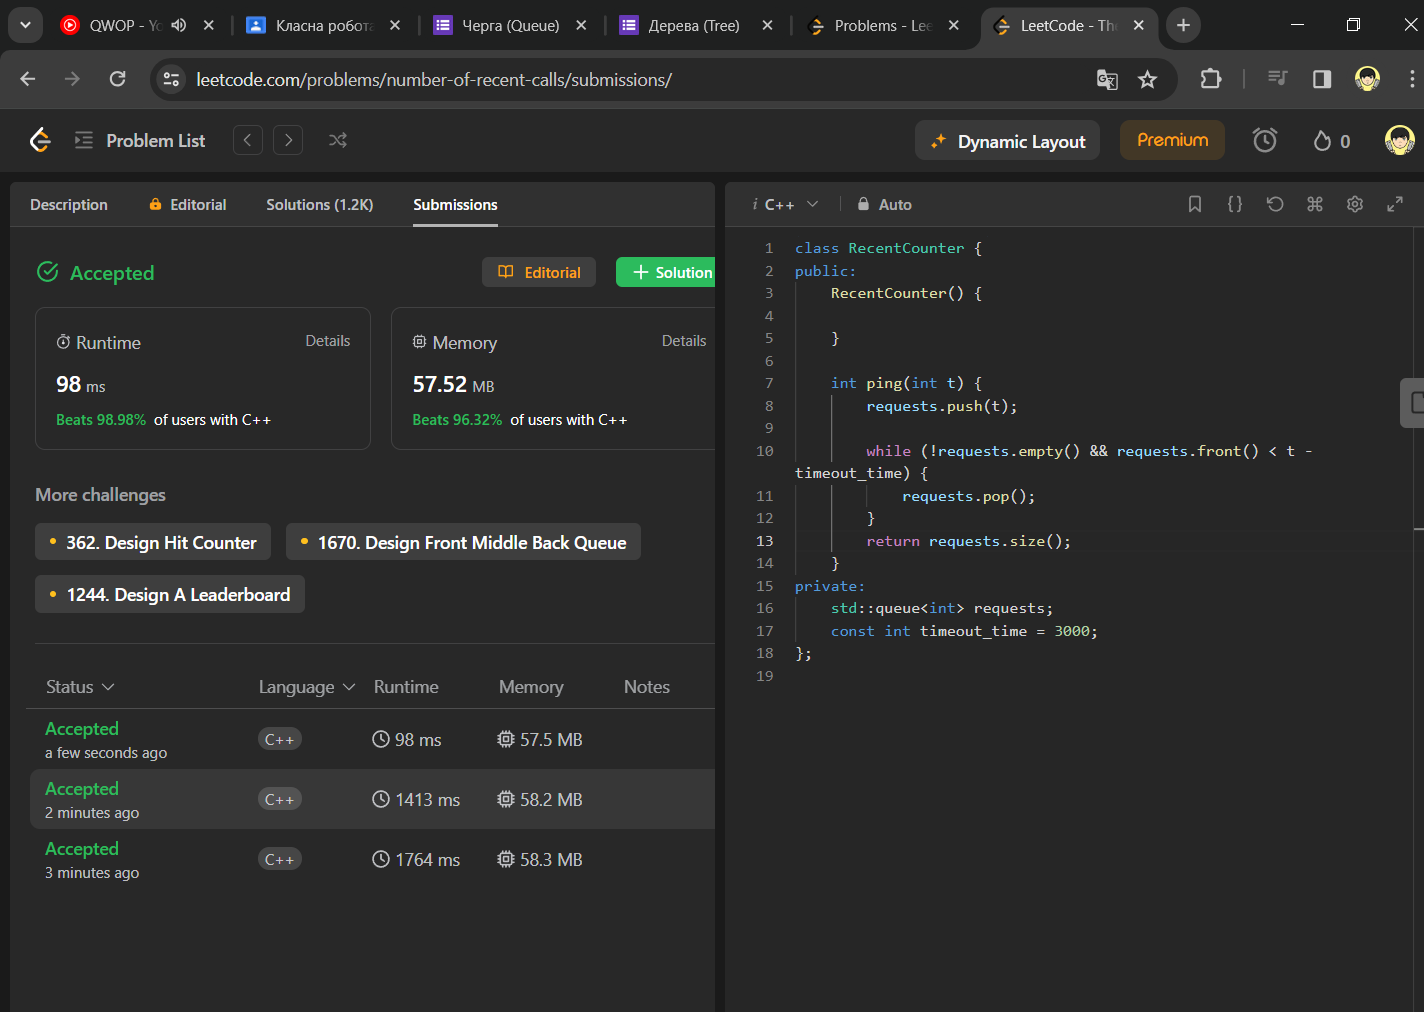 QWOP - Yo
Класна робота
Черга (Queue)
Дерева (Tree)
Problems - Lee
LeetCode - The
leetcode.com/problems/number-of-recent-calls/submissions/
Problem List
Dynamic Layout
Premium
0
Description
Editorial
Solutions (1.2K)
Submissions
Accepted
Editorial
Solution
Runtime
Details
98 ms
Beats 98.98% of users with C++
Memory
Details
57.52 MB
Beats 96.32% of users with C++
More challenges
362. Design Hit Counter
1670. Design Front Middle Back Queue
1244. Design A Leaderboard
Status Language Runtime Memory Notes
Accepted
a few seconds ago
C++ 98 ms 57.5 MB
Accepted
2 minutes ago
C++ 1413 ms 58.2 MB
Accepted
3 minutes ago
C++ 1764 ms 58.3 MB
i C++ Auto
1 class RecentCounter {
2 public:
3 RecentCounter() {
4
5 }
6
7 int ping(int t) {
8 requests.push(t);
9
10 while (!requests.empty() && requests.front() < t -
timeout_time) {
11 requests.pop();
12 }
13 return requests.size();
14 }
15 private:
16 std::queue<int> requests;
17 const int timeout_time = 3000;
18 };
19